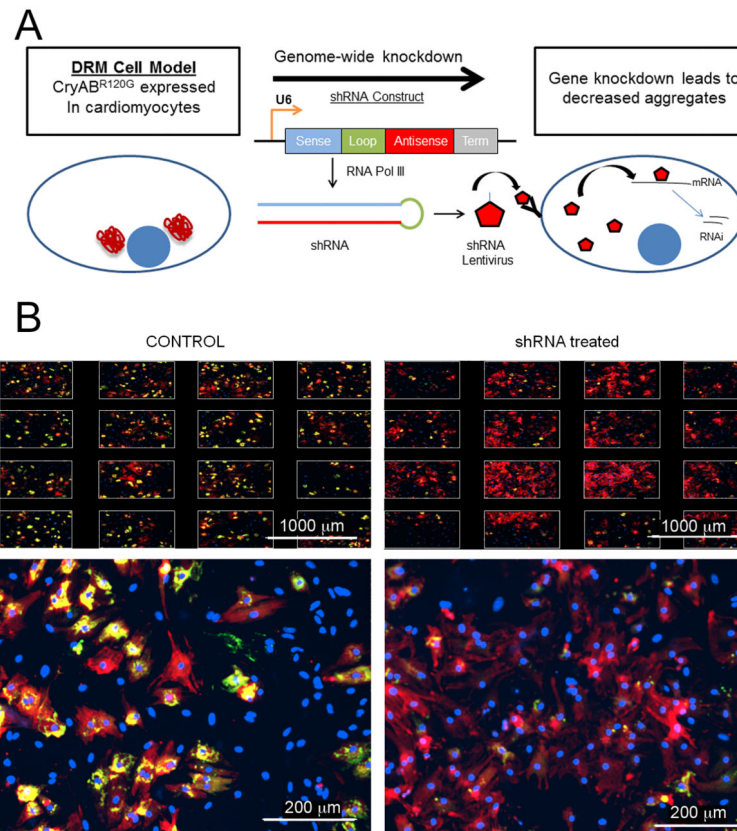 A
DRM Cell Model
CryAB^R120G expressed
In cardiomyocytes
Genome-wide knockdown
shRNA Construct
U6
Sense Loop Antisense Term
RNA Pol III
shRNA
shRNA
Lentivirus
Gene knockdown leads to
decreased aggregates
mRNA
RNAi
B
CONTROL
shRNA treated
1000 μm
1000 μm
200 μm
200 μm